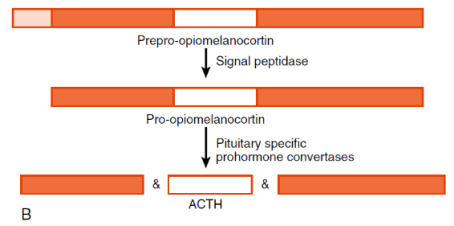 Prepro-opiomelanocortin
Signal peptidase
Pro-opiomelanocortin
Pituitary specific
prohormone convertases
& &
ACTH
B